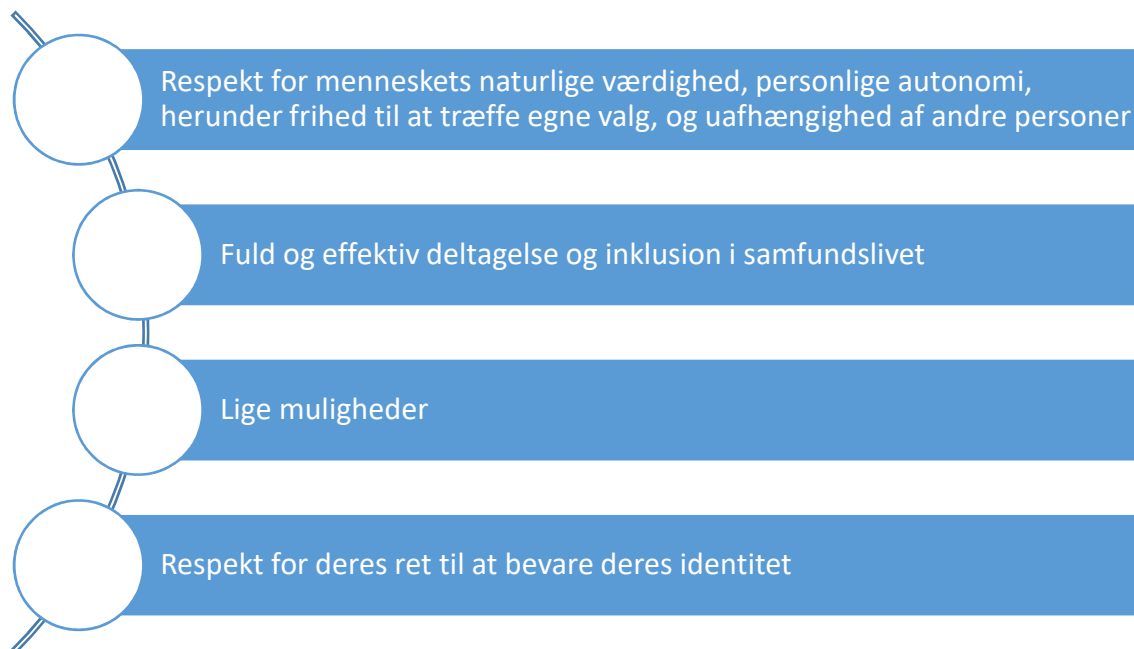 Respekt for menneskets naturlige værdighed, personlige autonomi,
herunder frihed til at træffe egne valg, og uafhængighed af andre personer
Fuld og effektiv deltagelse og inklusion i samfundslivet
Lige muligheder
Respekt for deres ret til at bevare deres identitet